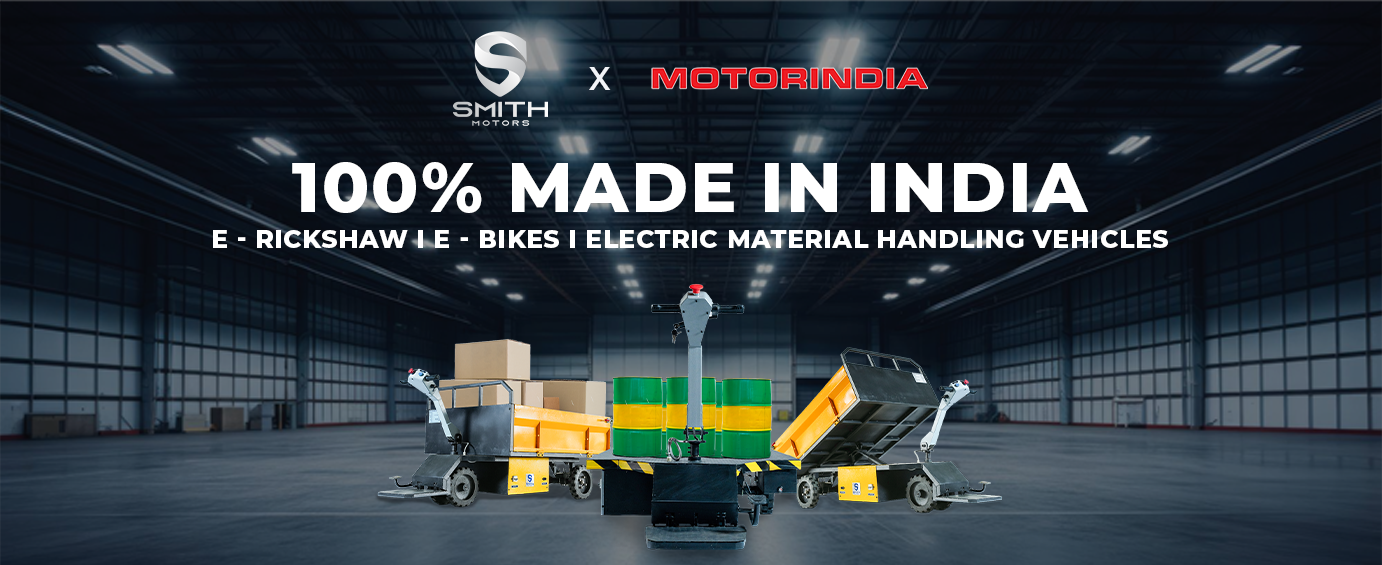 S
SMITH
MOTORS
X
MOTORINDIA
100% MADE IN INDIA
E - RICKSHAW I E - BIKES I ELECTRIC MATERIAL HANDLING VEHICLES